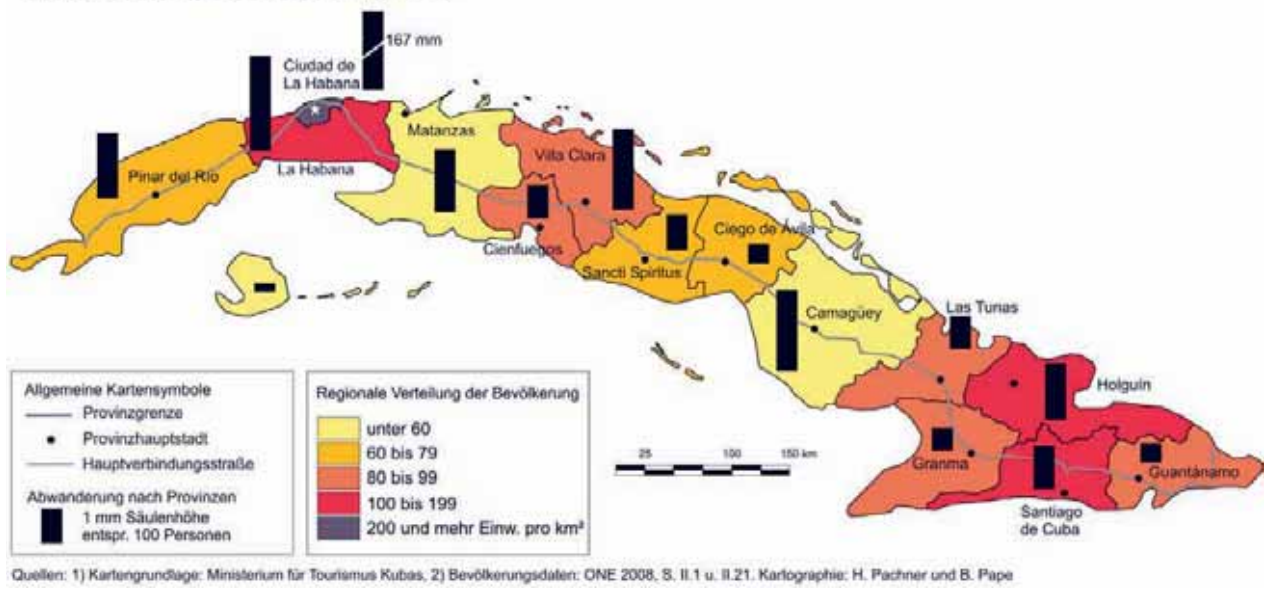 167 mm
Ciudad de
La Habana
Matanzas
Villa Clara
Pinar del Río
La Habana
Cienfuegos
Ciego de Ávila
Sancti Spiritus
Camagüey
Las Tunas
Holguín
Granma
Guantánamo
Santiago
de Cuba
Allgemeine Kartensymbole
Provinzgrenze
Provinzhauptstadt
Hauptverbindungsstraße
Abwanderung nach Provinzen
1 mm Säulenhöhe
entspr. 100 Personen
Regionale Verteilung der Bevölkerung
unter 60
60 bis 79
80 bis 99
100 bis 199
200 und mehr Einw. pro km²
25 100 150 km
Quellen: 1) Kartengrundlage: Ministerium für Tourismus Kubas, 2) Bevölkerungsdaten: ONE 2008, S. II.1 u. II.21. Kartographie: H. Pachner und B. Pape